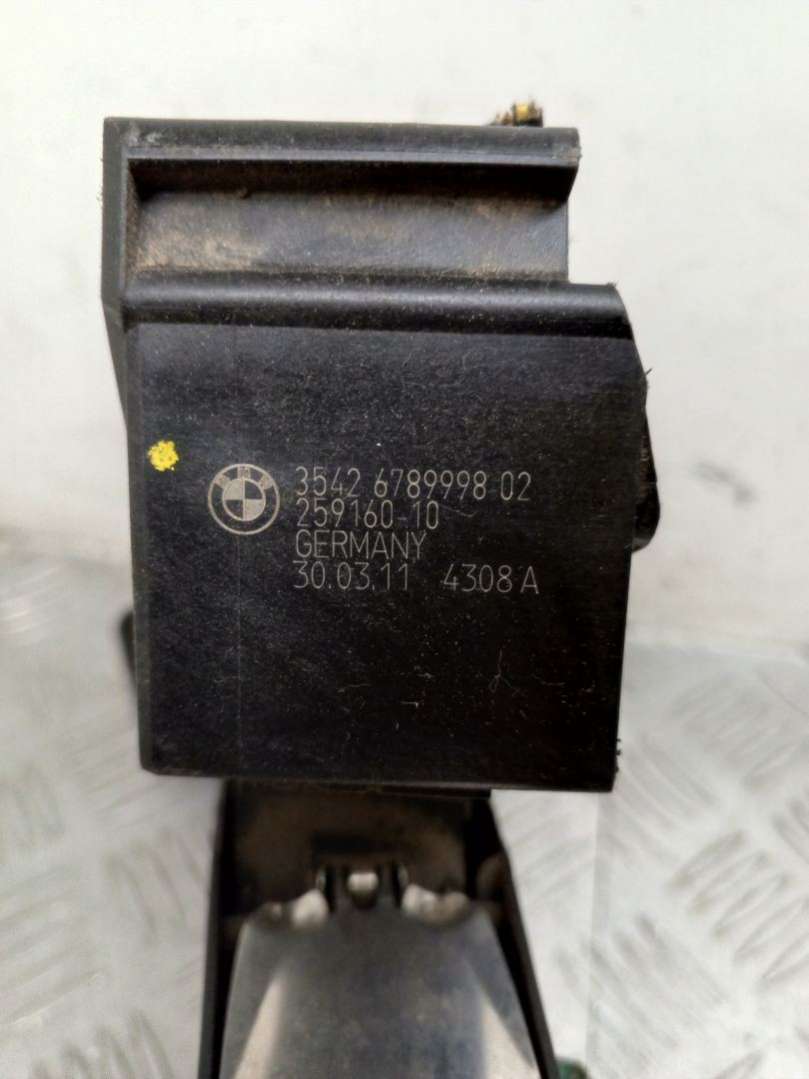 3542 6789998 02
259160-10
GERMANY
30.03.11 4308 A